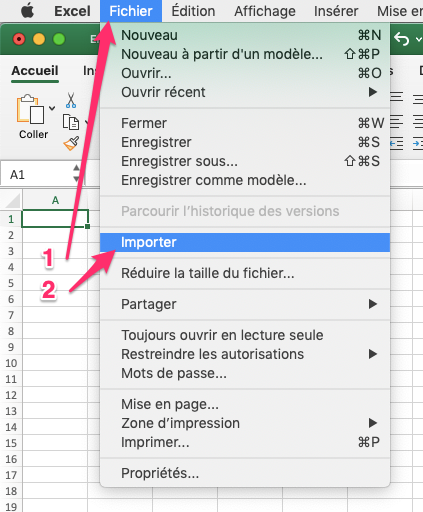 Excel Fichier Édition Affichage Insérer Mise en
Nouveau ⌘N
Accueil
Nouveau à partir d'un modèle... ⇧⌘P
Ouvrir... ⌘O
Ouvrir récent
Coller
Fermer ⌘W
Enregistrer ⌘S
Enregistrer sous... ⇧⌘S
Enregistrer comme modèle...
A1
Parcourir l'historique des versions
A
Importer
Réduire la taille du fichier...
Partager
Toujours ouvrir en lecture seule
Restreindre les autorisations
Mots de passe...
Mise en page...
Zone d'impression
Imprimer... ⌘P
Propriétés...
1
2
1
2
3
4
5
6
7
8
9
10
11
12
13
14
15
16
17
18
19